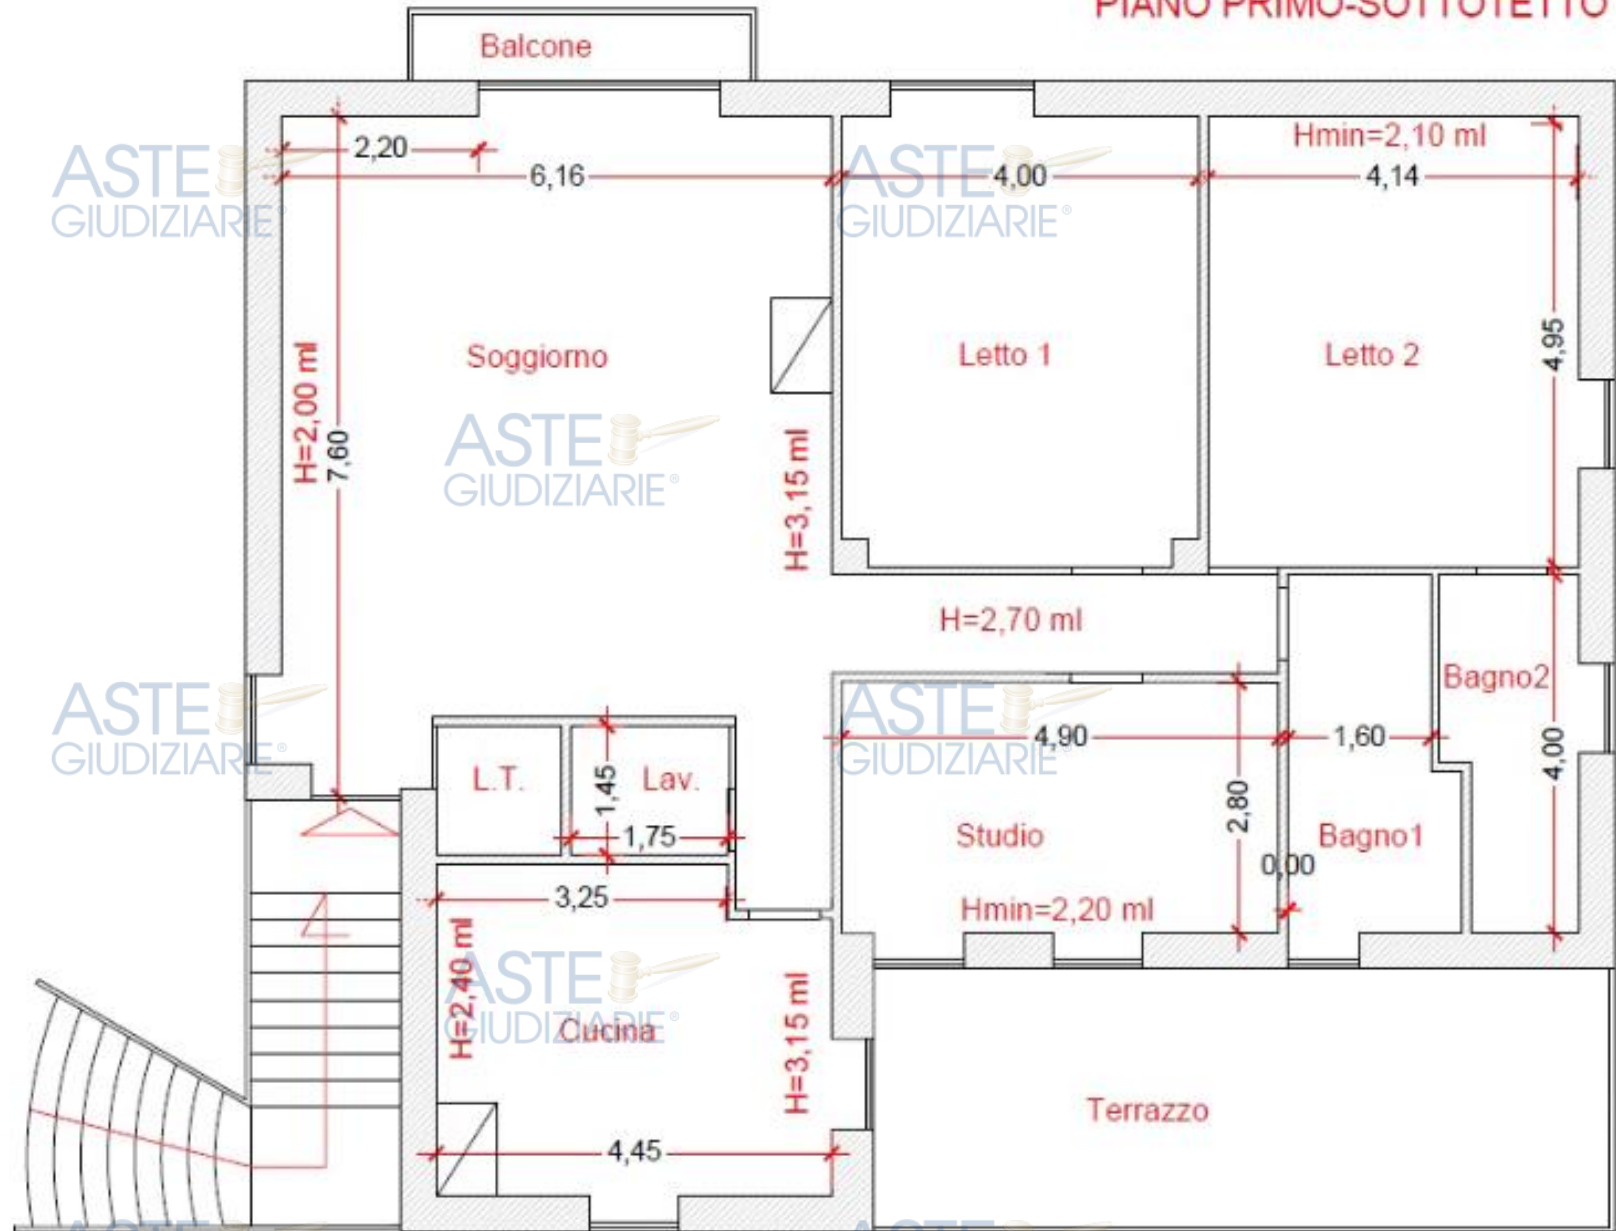 PIANO PRIMO-SOTTOTETTO
Balcone
Hmin=2,10 ml
2,20
6,16
4,00
4,14
ASTE
GIUDIZIARIE®
ASTE
GIUDIZIARIE®
H=2,00 ml
7,60
Soggiorno
Letto 1
Letto 2
4,95
ASTE
GIUDIZIARIE®
H=3,15 ml
H=2,70 ml
Bagno2
ASTE
GIUDIZIARIE®
ASTE
GIUDIZIARIE®
4,90
1,60
4,00
L.T.
1,45
Lav.
1,75
2,80
Studio
Bagno1
0,00
3,25
Hmin=2,20 ml
H=2,40 ml
ASTE
GIUDIZIARIE®
Cucina
H=3,15 ml
Terrazzo
4,45
ASTE
ASTE